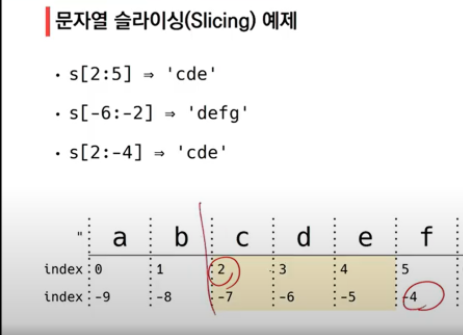 문자열 슬라이싱(Slicing) 예제
• s[2:5] ⇒ 'cde'
• s[-6:-2] ⇒ 'defg'
• s[2:-4] ⇒ 'cde'
" a b c d e f
index: 0 1 2 3 4 5
index: -9 -8 -7 -6 -5 -4